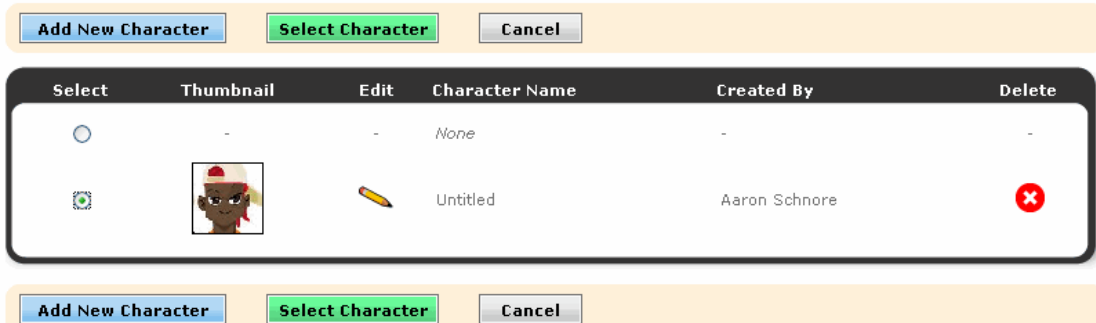 Add New Character Select Character Cancel
Select Thumbnail Edit Character Name Created By Delete
- - None - -
Untitled Aaron Schnore
Add New Character Select Character Cancel